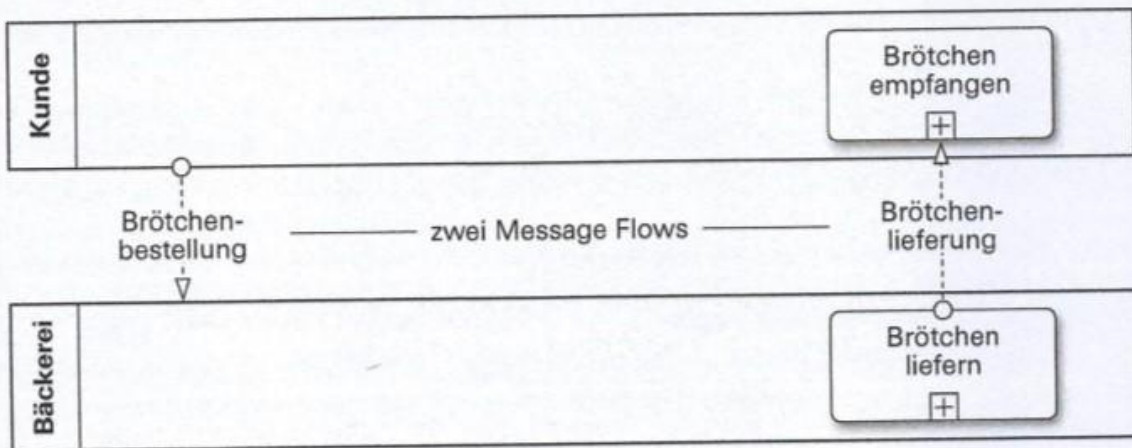 Kunde
Brötchen
empfangen
Brötchen-
bestellung
zwei Message Flows
Brötchen-
lieferung
Bäckerei
Brötchen
liefern